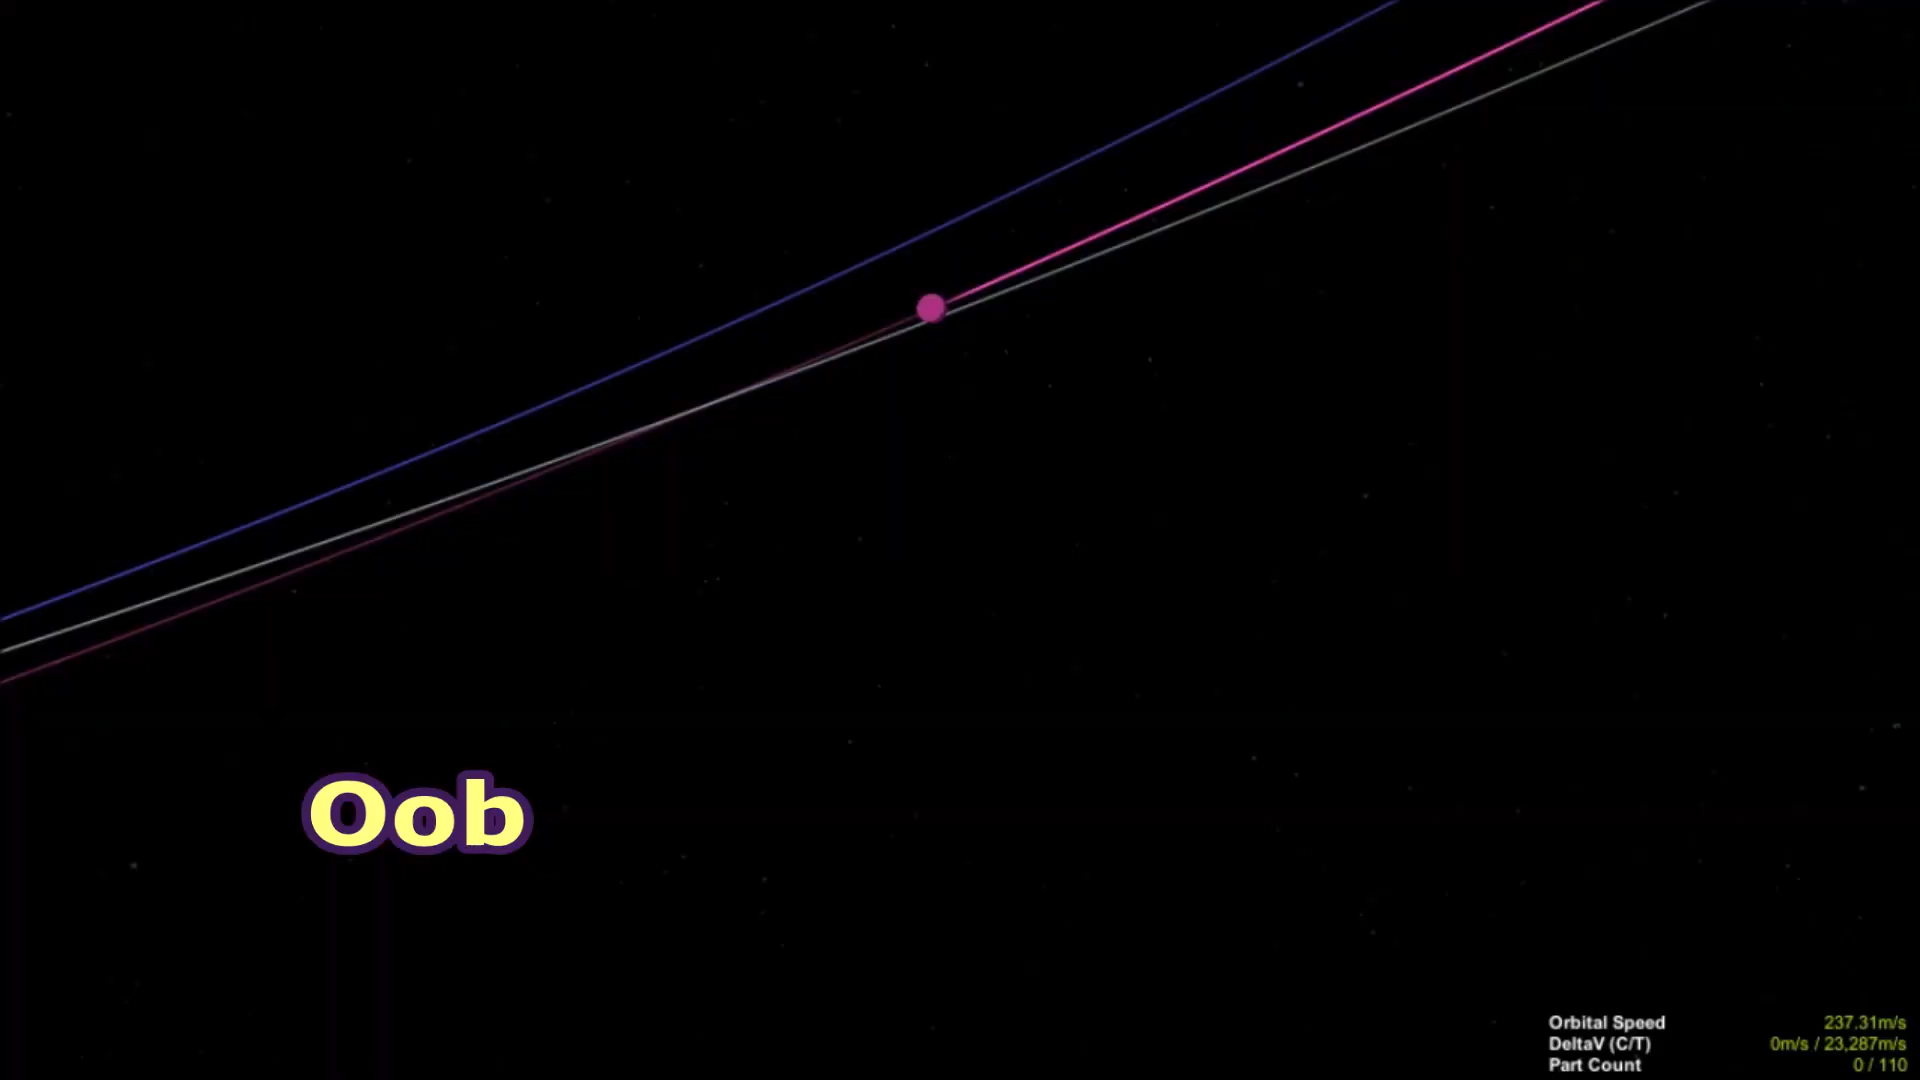 Oob
Orbital Speed 237.31m/s
DeltaV (C/T) 0m/s / 23,287m/s
Part Count 0 / 110